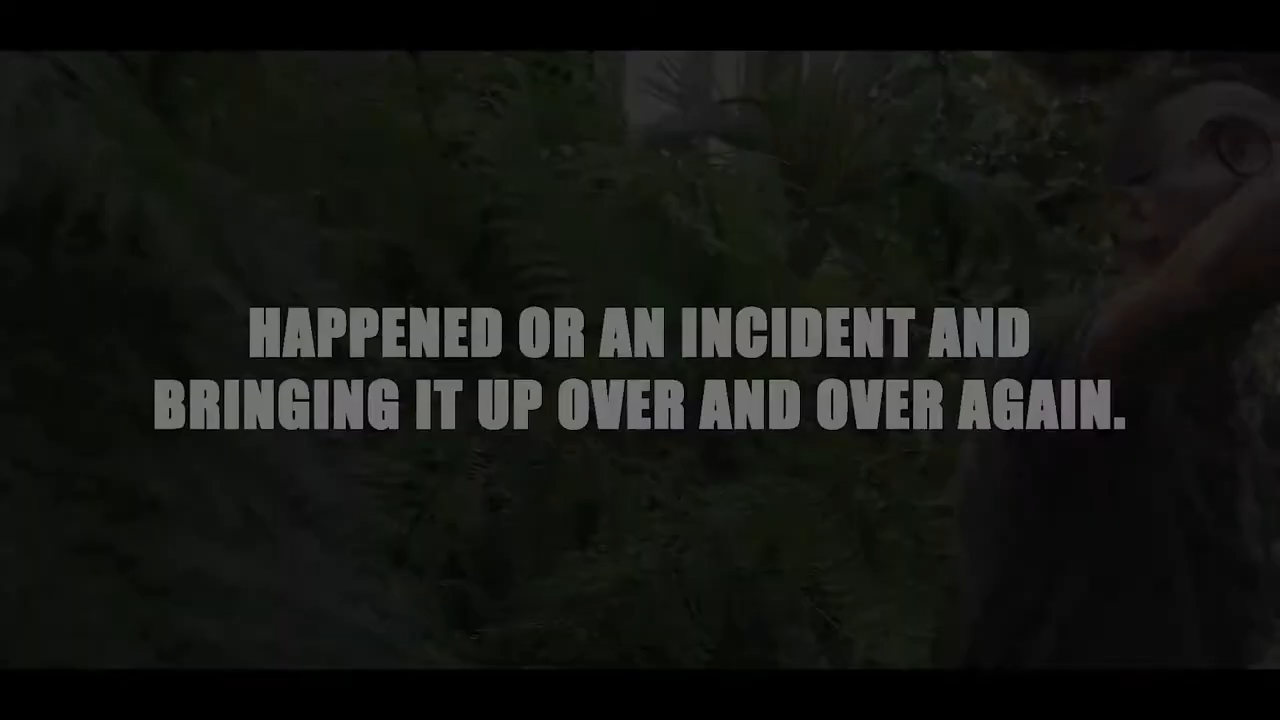 HAPPENED OR AN INCIDENT AND
BRINGING IT UP OVER AND OVER AGAIN.